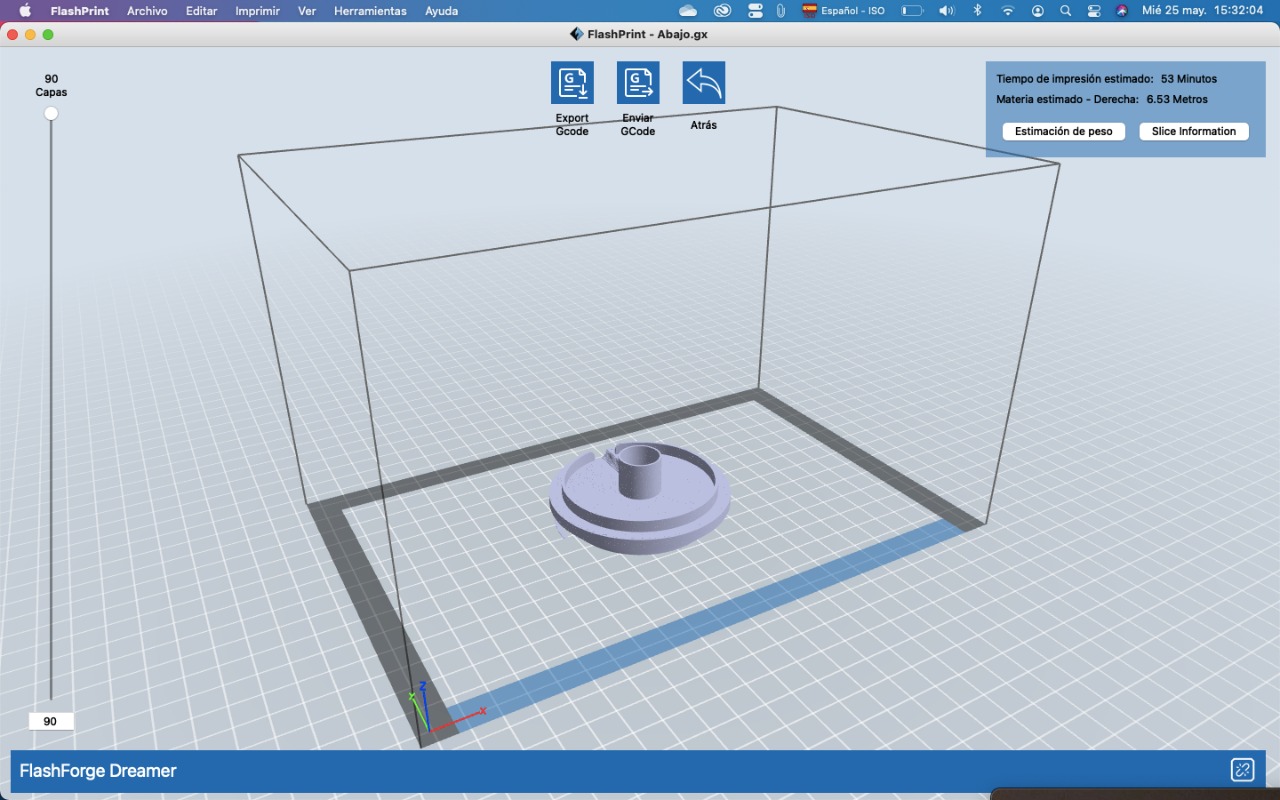 FlashPrint Archivo Editar Imprimir Ver Herramientas Ayuda Español - ISO Mié 25 may. 15:32:04
FlashPrint - Abajo.gx
90
Capas
G
G
Export
Gcode
Enviar
GCode
Atrás
Tiempo de impresión estimado: 53 Minutos
Materia estimado - Derecha: 6.53 Metros
Estimación de peso Slice Information
90
Z
Y
X
FlashForge Dreamer